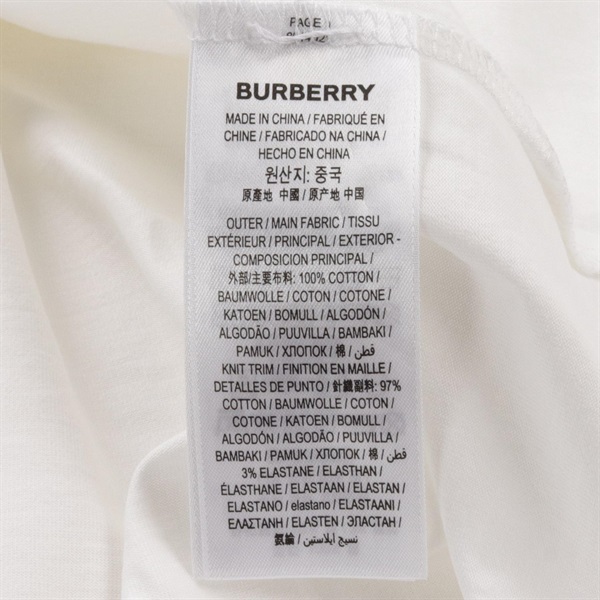 PAGE 1
BURBERRY
MADE IN CHINA / FABRIQUÉ EN
CHINE / FABRICADO NA CHINA /
HECHO EN CHINA
원산지: 중국
原產地 中國 / 原产地 中国
OUTER / MAIN FABRIC / TISSU
EXTÉRIEUR / PRINCIPAL / EXTERIOR -
COMPOSICION PRINCIPAL /
外部/主要布料: 100% COTTON /
BAUMWOLLE / COTON / COTONE /
KATOEN / BOMULL / ALGODÓN /
ALGODÃO / PUUVILLA / BAMBAKI /
PAMUK / ХЛОПОК / 棉 / قطن /
KNIT TRIM / FINITION EN MAILLE /
DETALLES DE PUNTO / 針織副料: 97%
COTTON / BAUMWOLLE / COTON /
COTONE / KATOEN / BOMULL /
ALGODÓN / ALGODÃO / PUUVILLA /
BAMBAKI / PAMUK / ХЛОПОК / 棉 / قطن /
3% ELASTANE / ELASTHAN /
ÉLASTHANE / ELASTAAN / ELASTAN /
ELASTANO / elastano / ELASTAANI /
ΕΛΑΣΤΑΝΗ / ELASTEN / ЭЛАСТАН /
氨綸 / نسيج ايلاستين /